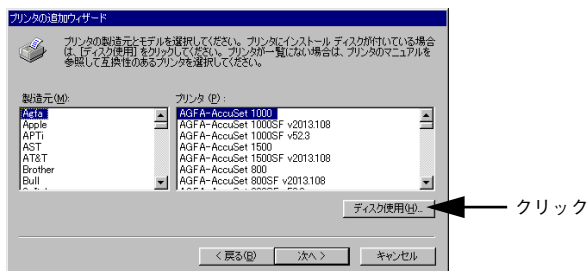 プリンタの追加ウィザード
プリンタの製造元とモデルを選択してください。プリンタにインストール ディスクが付いている場合
は、[ディスク使用] をクリックしてください。プリンタが一覧にない場合は、プリンタのマニュアルを
参照して互換性のあるプリンタを選択してください。
製造元(M):
プリンタ (P) :
Agfa
Apple
APTi
AST
AT&T
Brother
Bull
AGFA-AccuSet 1000
AGFA-AccuSet 1000SF v2013.108
AGFA-AccuSet 1000SF v52.3
AGFA-AccuSet 1500
AGFA-AccuSet 1500SF v2013.108
AGFA-AccuSet 800
AGFA-AccuSet 800SF v2013.108
ディスク使用(H)...
クリック
< 戻る(B)
次へ >
キャンセル